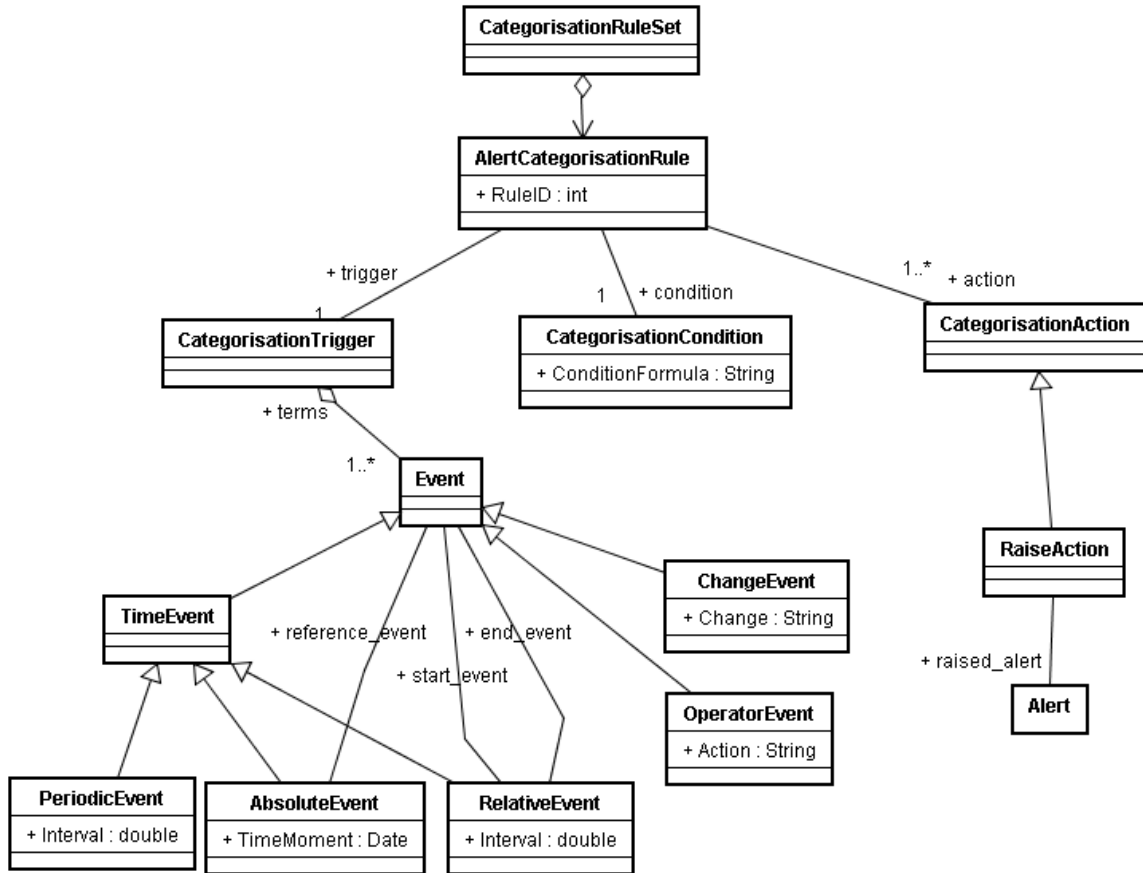 CategorisationRuleSet
AlertCategorisationRule
+ RuleID : int
+ trigger
1
1
+ condition
1..*
+ action
CategorisationTrigger
CategorisationCondition
+ ConditionFormula : String
CategorisationAction
+ terms
1..*
Event
ChangeEvent
+ Change : String
RaiseAction
TimeEvent
+ reference_event
+ end_event
+ start_event
+ raised_alert
Alert
OperatorEvent
+ Action : String
PeriodicEvent
+ Interval : double
AbsoluteEvent
+ TimeMoment : Date
RelativeEvent
+ Interval : double